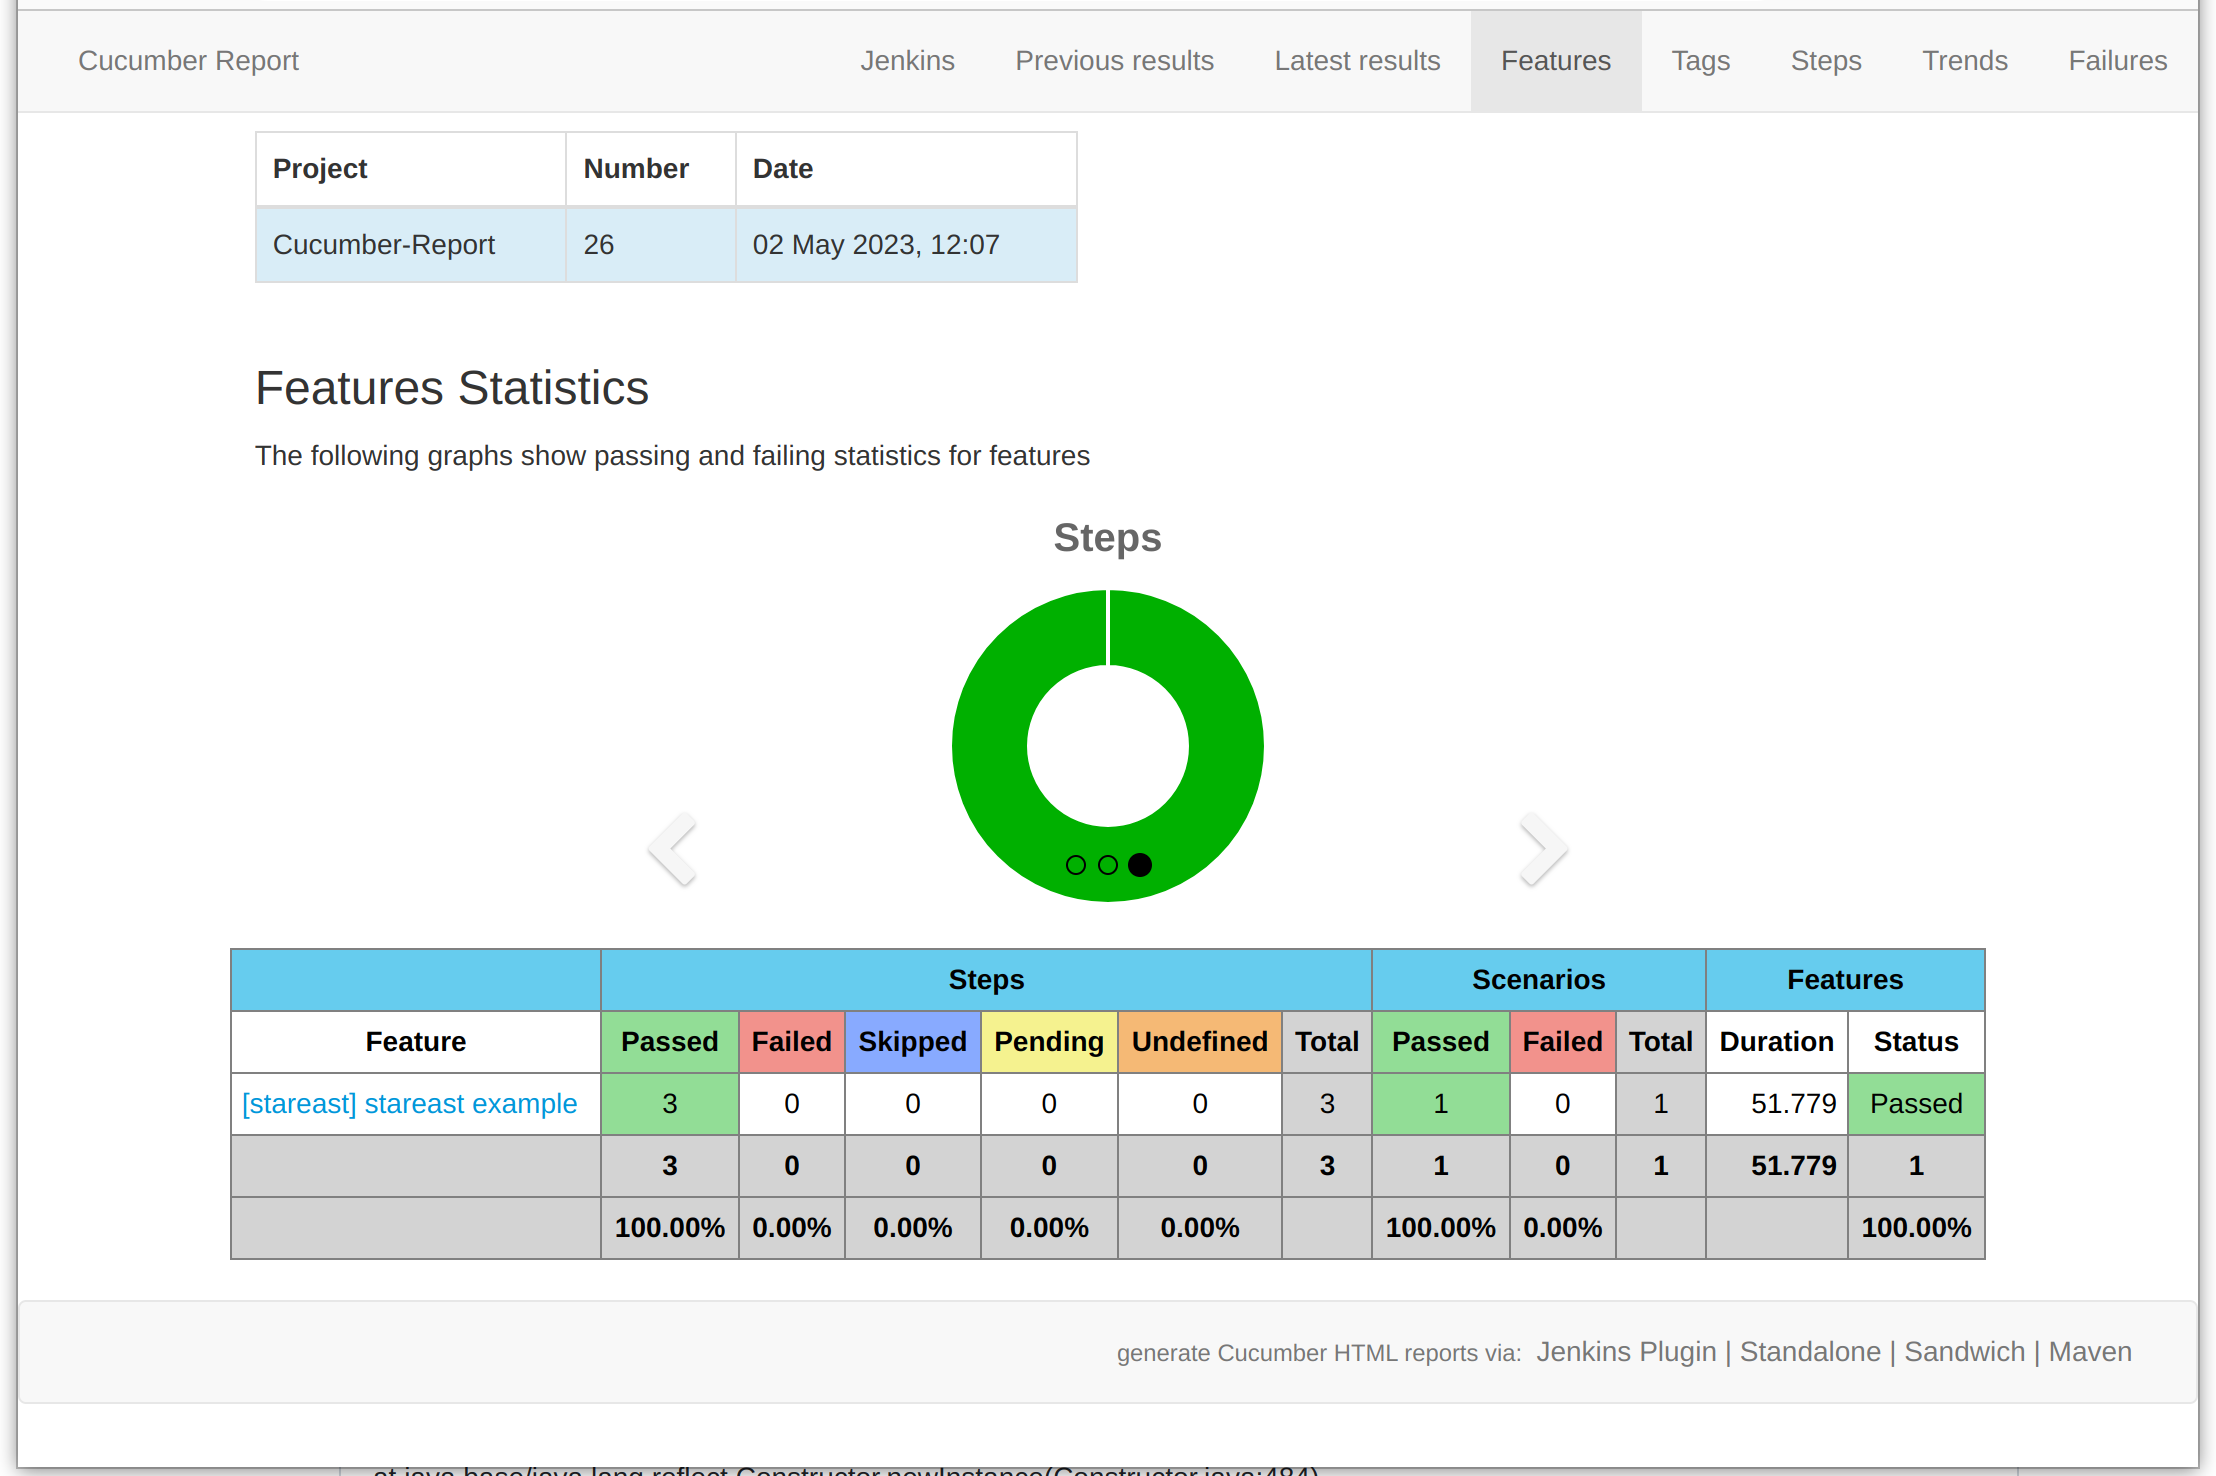 Cucumber Report Jenkins Previous results Latest results Features Tags Steps Trends Failures
Project Number Date
Cucumber-Report 26 02 May 2023, 12:07
Features Statistics
The following graphs show passing and failing statistics for features
Steps
Steps Scenarios Features
Feature Passed Failed Skipped Pending Undefined Total Passed Failed Total Duration Status
[stareast] stareast example 3 0 0 0 0 3 1 0 1 51.779 Passed
3 0 0 0 0 3 1 0 1 51.779 1
100.00% 0.00% 0.00% 0.00% 0.00% 100.00% 0.00% 100.00%
generate Cucumber HTML reports via: Jenkins Plugin | Standalone | Sandwich | Maven
at java.base/java.lang.reflect.Constructor.newInstance(Constructor.java:484)